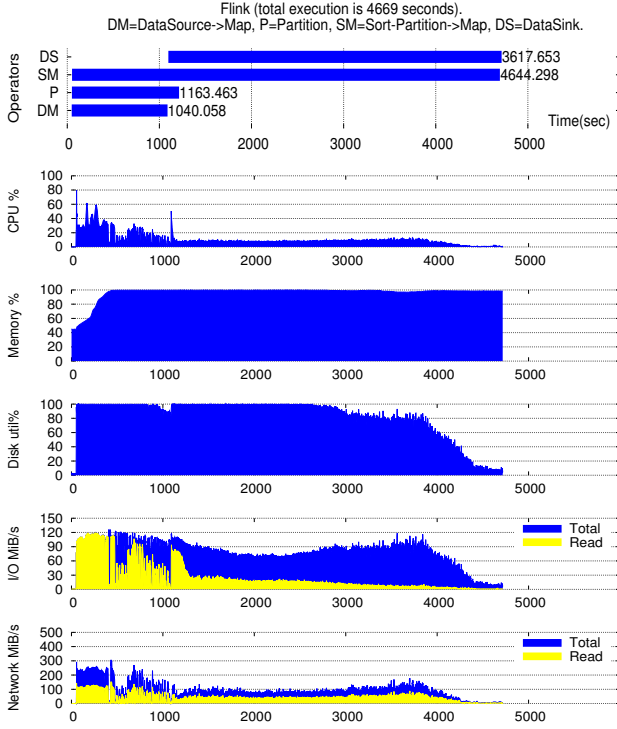 Flink (total execution is 4669 seconds).
DM=DataSource->Map, P=Partition, SM=Sort-Partition->Map, DS=DataSink.
Operators
DS 3617.653
SM 4644.298
P 1163.463
DM 1040.058
Time(sec)
0 1000 2000 3000 4000 5000
CPU %
100
80
60
40
20
0
0 1000 2000 3000 4000 5000
Memory %
100
80
60
40
20
0
0 1000 2000 3000 4000 5000
Disk util%
100
80
60
40
20
0
0 1000 2000 3000 4000 5000
I/O MiB/s
150
120
90
60
30
0
Total
Read
0 1000 2000 3000 4000 5000
Network MiB/s
500
400
300
200
100
0
Total
Read
0 1000 2000 3000 4000 5000